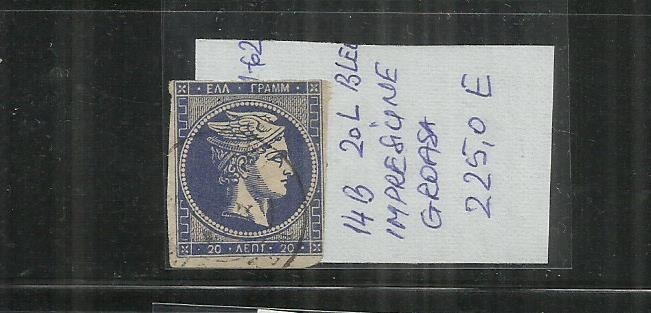 ΕΛΛ · ΓΡΑΜΜ
20 · ΛΕΠΤ · 20
14B 20L BLEU
IMPRESIUNE
GROASA
225,0 E